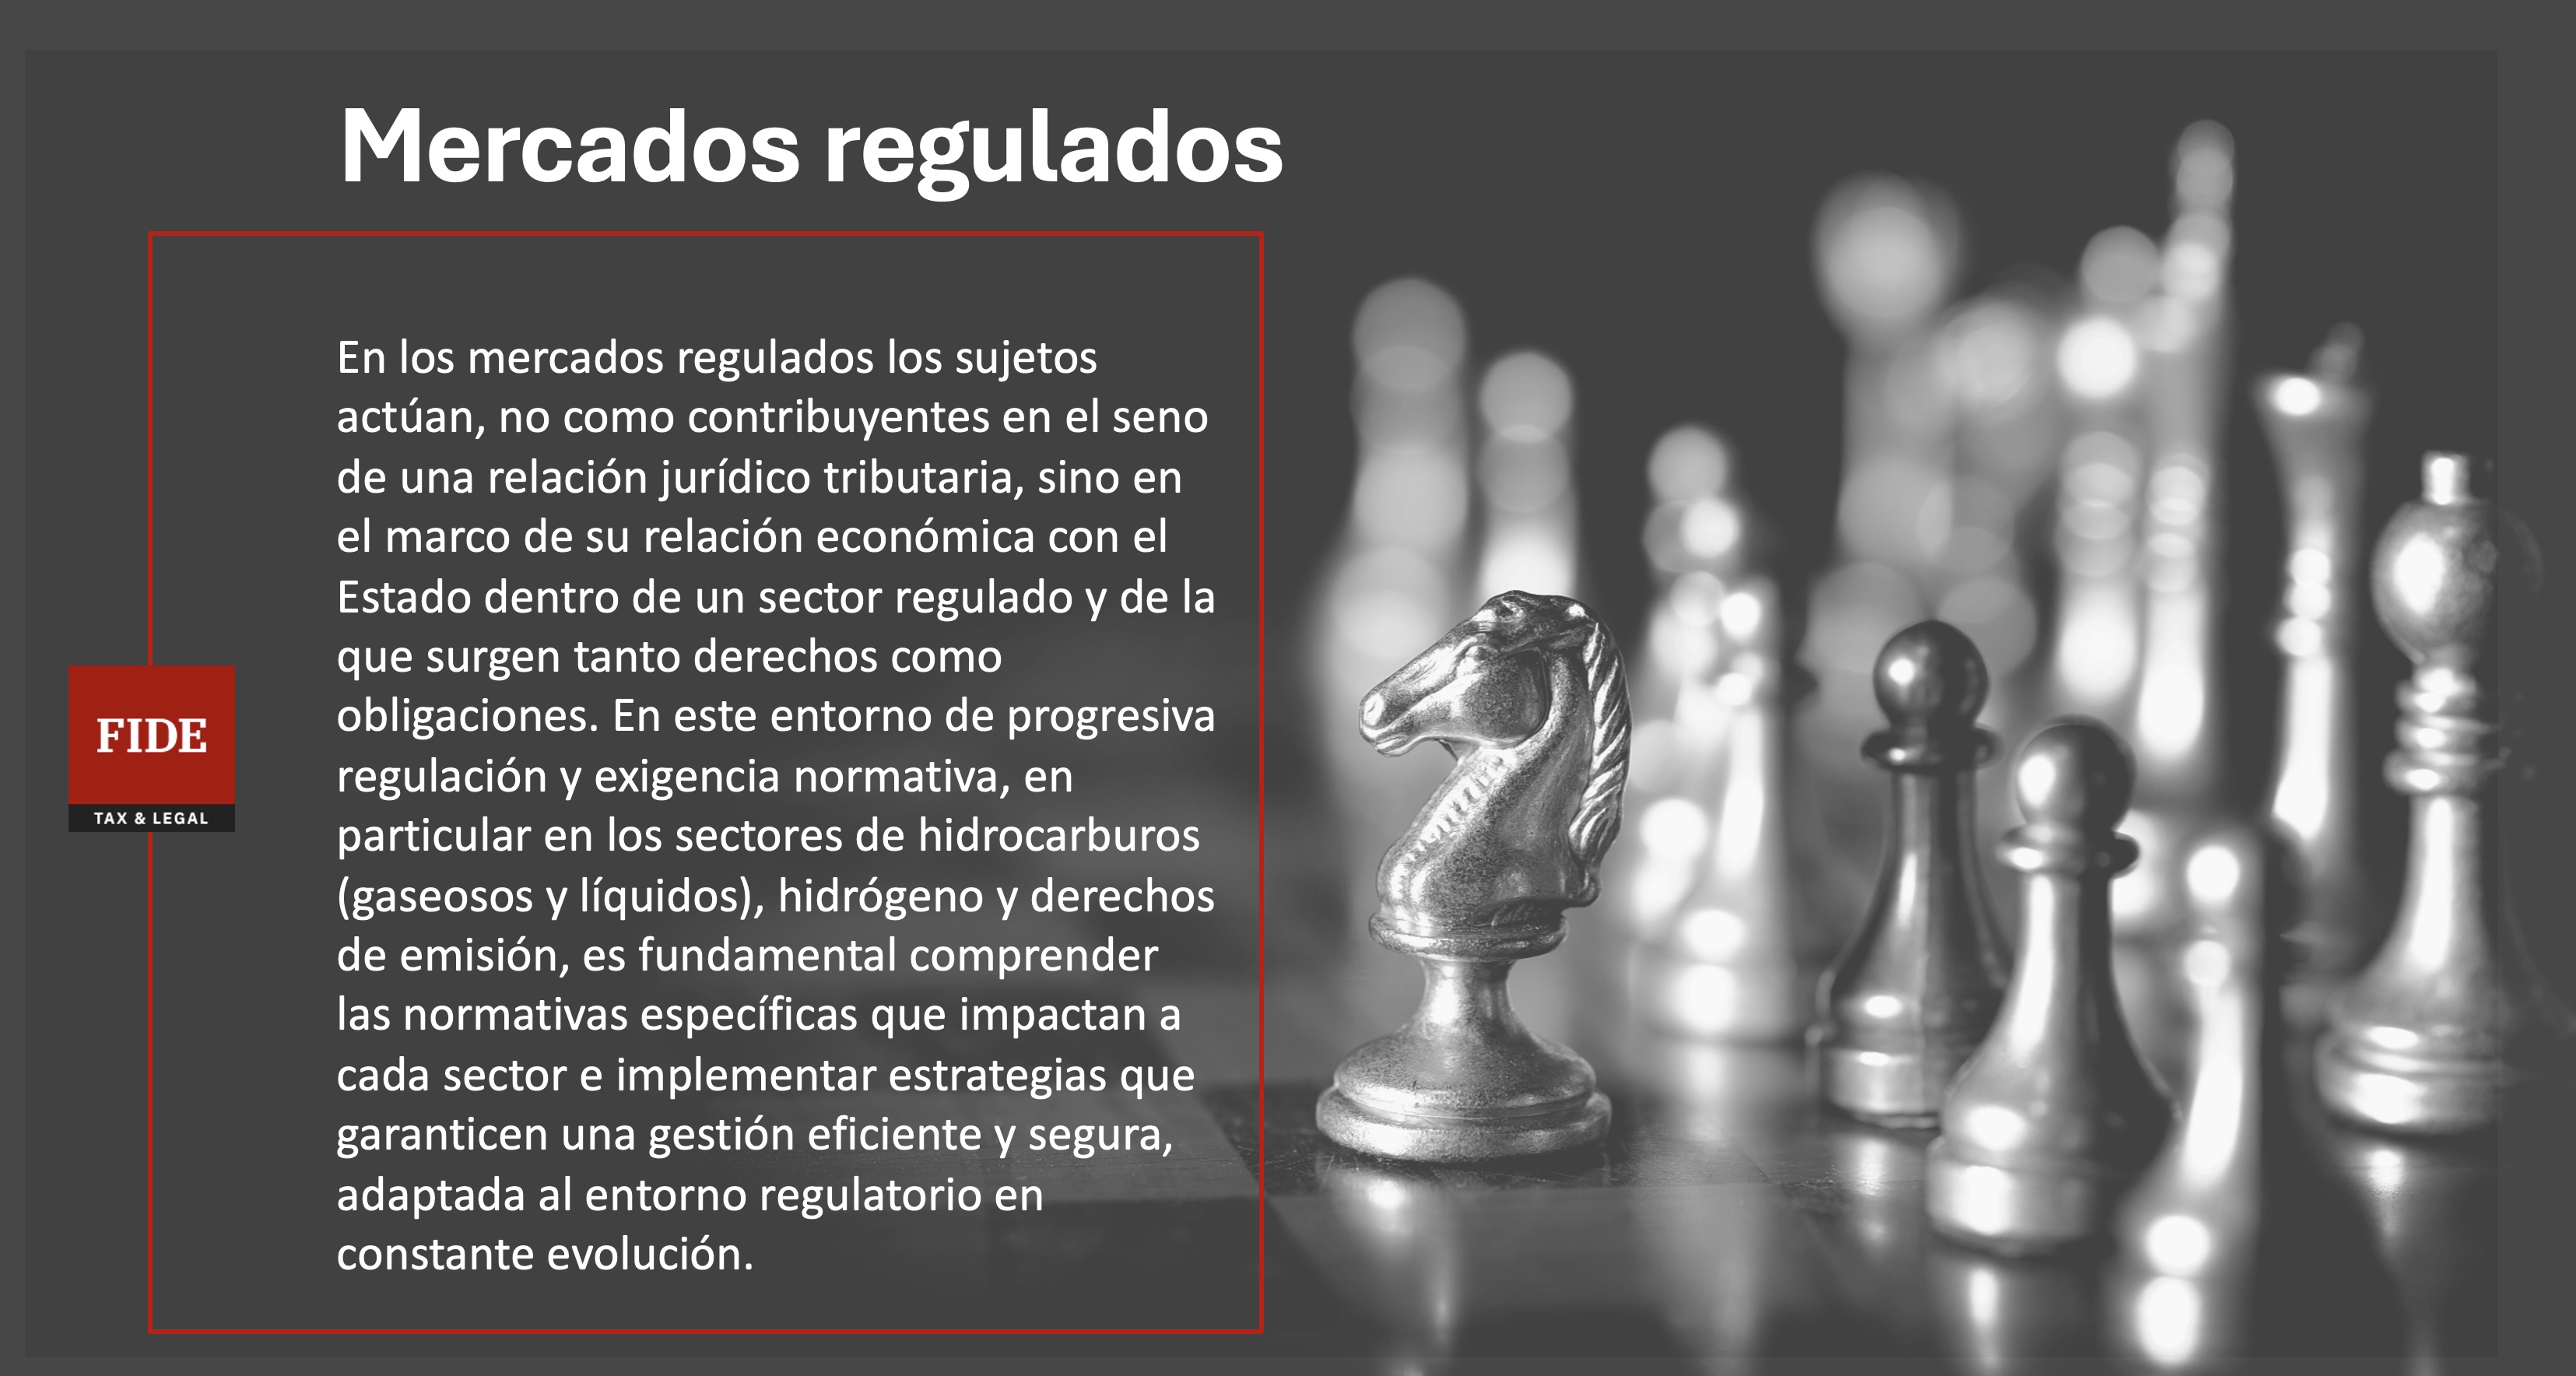 Mercados regulados
En los mercados regulados los sujetos
actúan, no como contribuyentes en el seno
de una relación jurídico tributaria, sino en
el marco de su relación económica con el
Estado dentro de un sector regulado y de la
que surgen tanto derechos como
obligaciones. En este entorno de progresiva
regulación y exigencia normativa, en
particular en los sectores de hidrocarburos
(gaseosos y líquidos), hidrógeno y derechos
de emisión, es fundamental comprender
las normativas específicas que impactan a
cada sector e implementar estrategias que
garanticen una gestión eficiente y segura,
adaptada al entorno regulatorio en
constante evolución.
FIDE
TAX & LEGAL